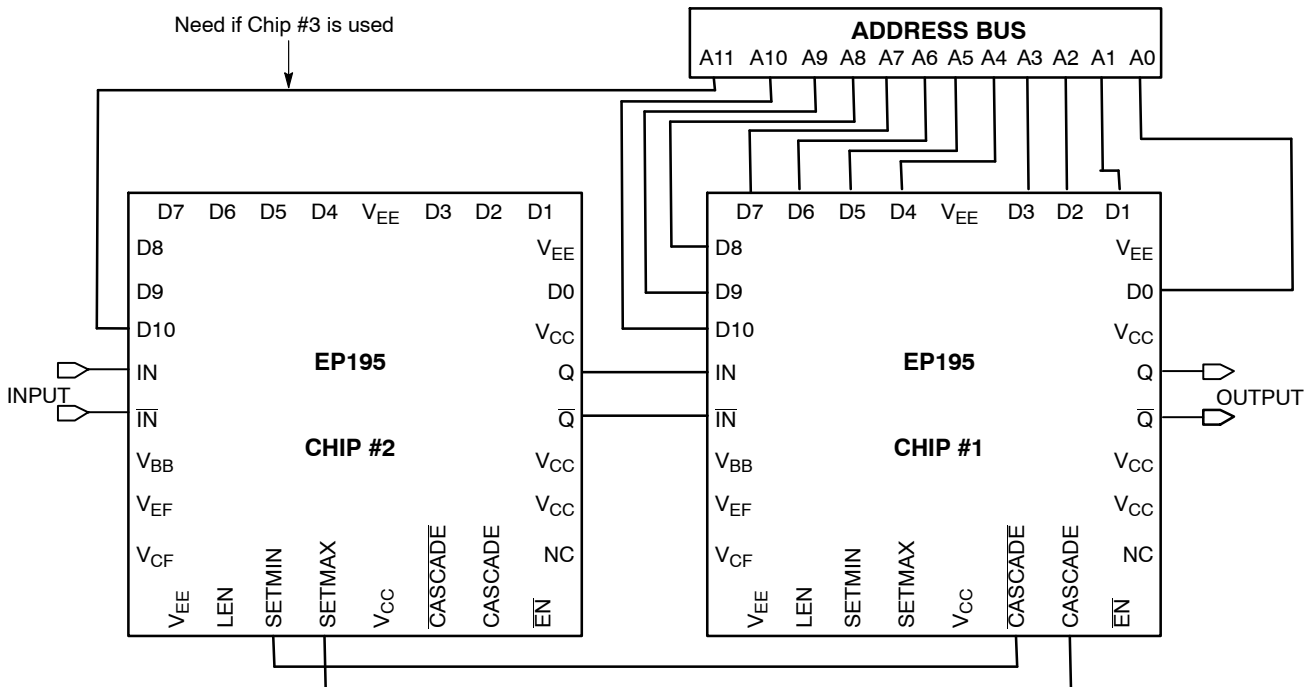 Need if Chip #3 is used
ADDRESS BUS
A11 A10 A9 A8 A7 A6 A5 A4 A3 A2 A1 A0
D7 D6 D5 D4 VEE D3 D2 D1
D8
VEE
D9
D0
D10
VCC
EP195
IN
Q
INPUT
IN
Q
CHIP #2
VBB
VCC
VEF
VCC
VCF
NC
VEE
LEN
SETMIN
SETMAX
VCC
CASCADE
CASCADE
EN
D7 D6 D5 D4 VEE D3 D2 D1
D8
VEE
D9
D0
D10
VCC
EP195
IN
Q
OUTPUT
IN
Q
CHIP #1
VBB
VCC
VEF
VCC
VCF
NC
VEE
LEN
SETMIN
SETMAX
VCC
CASCADE
CASCADE
EN